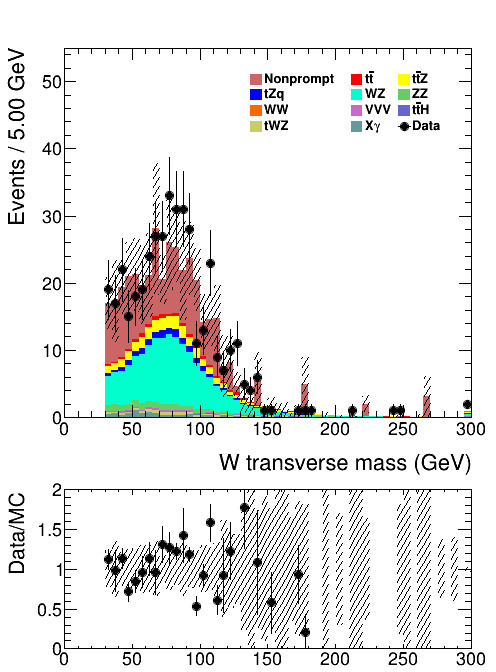 Events / 5.00 GeV
50
40
30
20
10
0
Nonprompt tt̄ tt̄Z
tZq WZ ZZ
WW VVV tt̄H
tWZ Xγ Data
0 50 100 150 200 250 300
W transverse mass (GeV)
Data/MC
2
1.5
1
0.5
0
0 50 100 150 200 250 300